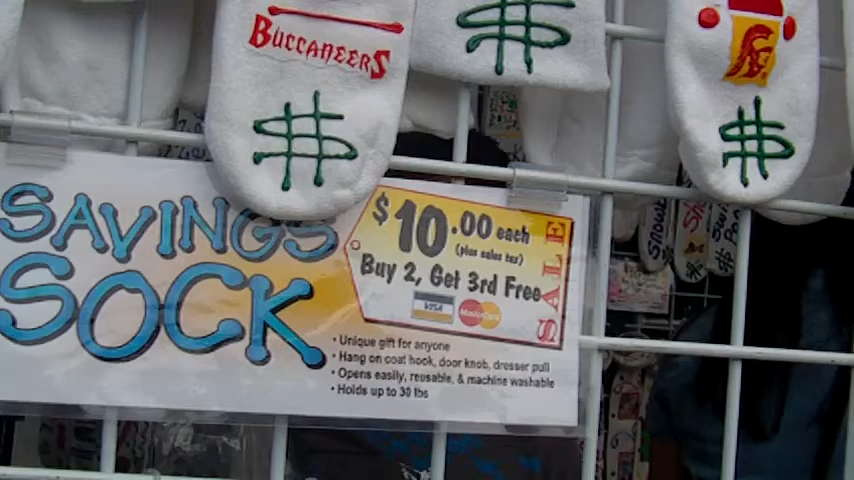 BUCCANEERS
$
$
$
SAVINGS
SOCK
$10.00 each
(plus sales tax)
Buy 2, Get 3rd Free
SALE
VISA
MasterCard
• Unique gift for anyone
• Hang on coat hook, door knob, dresser pull
• Opens easily, reusable, & machine washable
• Holds up to 30 lbs